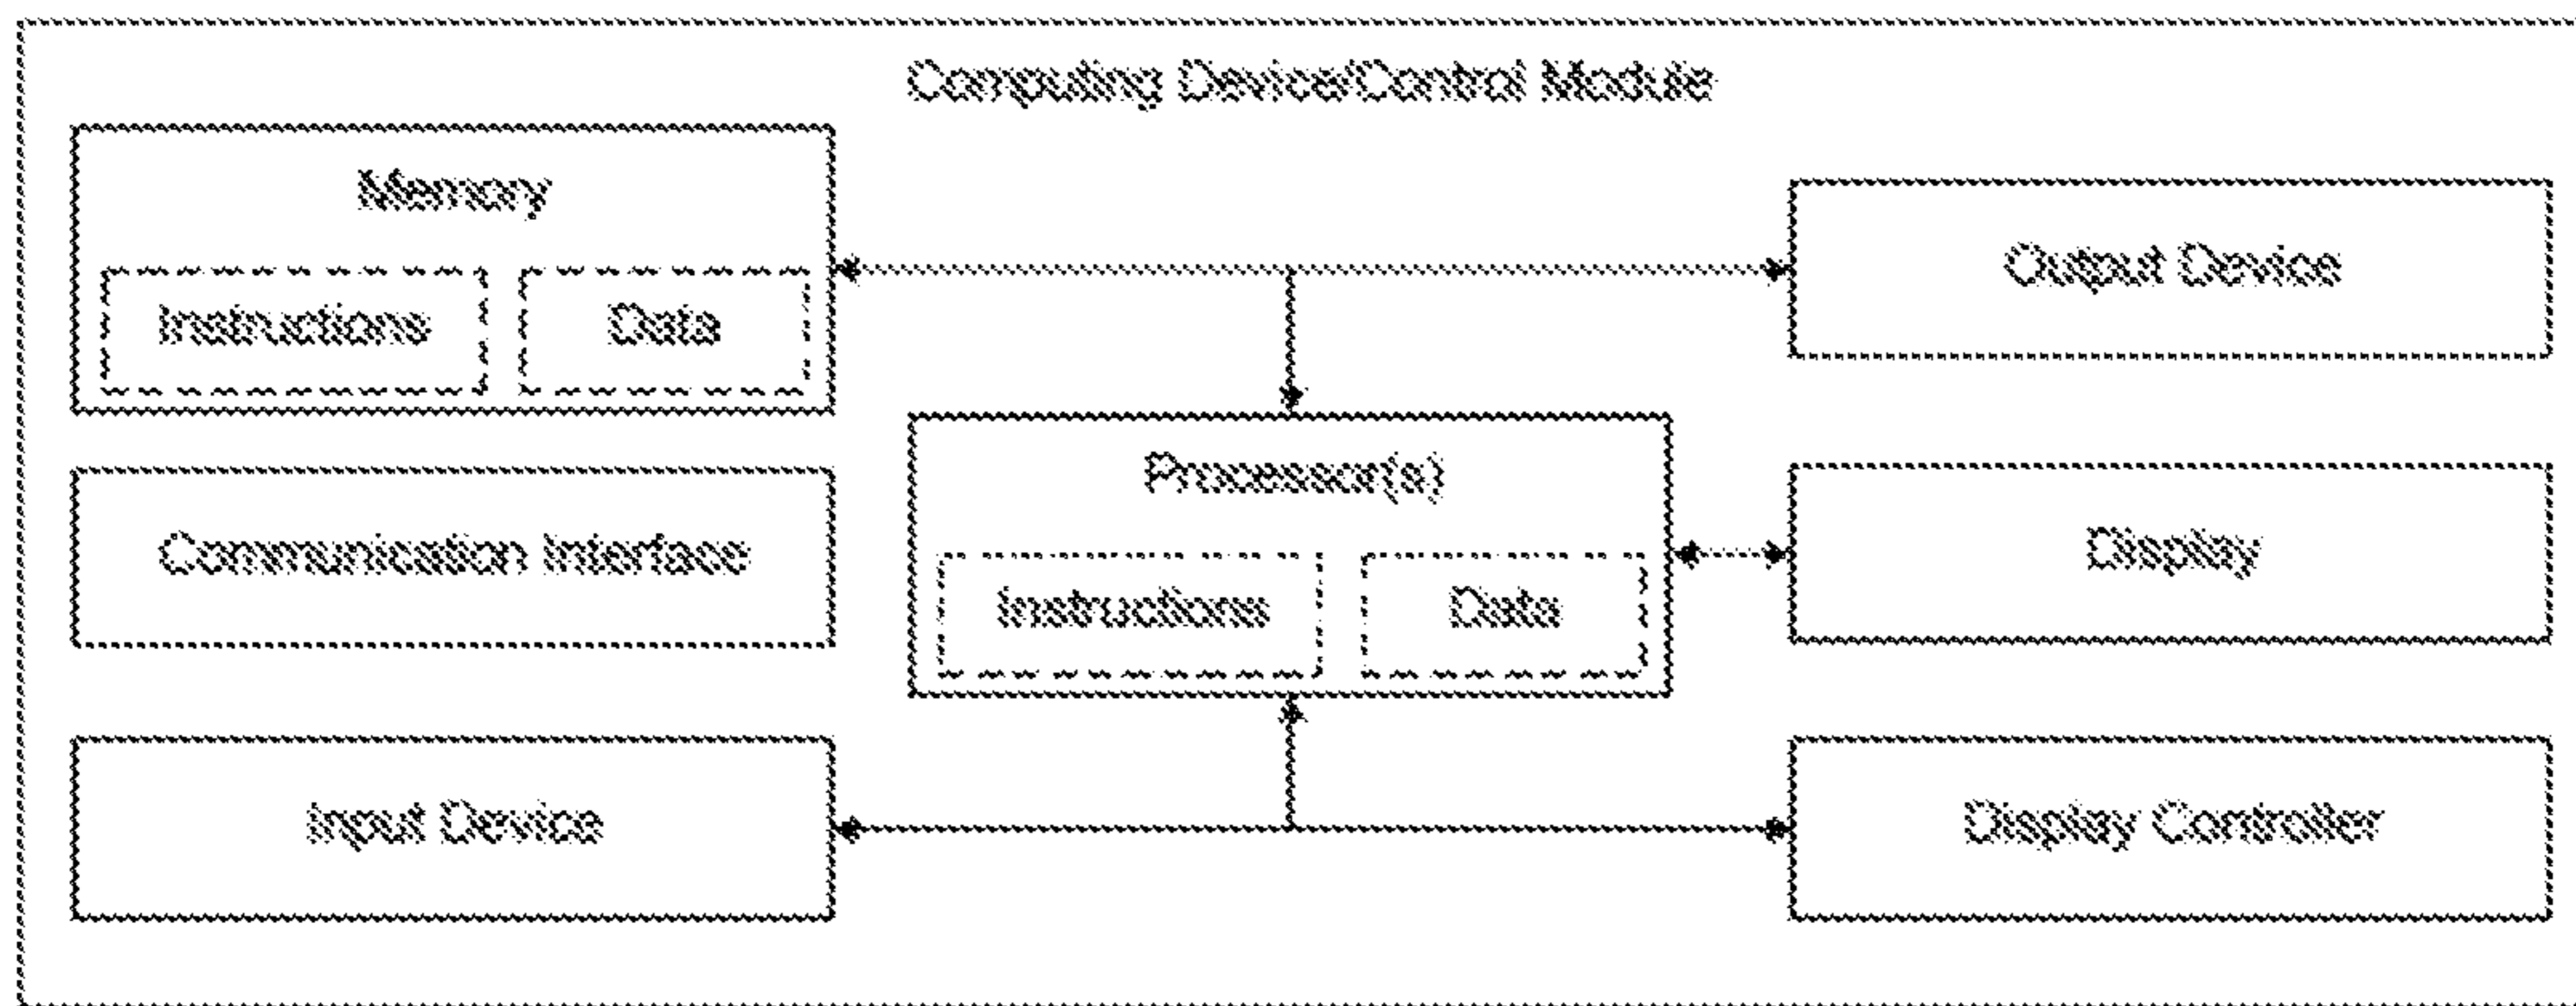 Computing Device/Control Module
Memory
Instructions
Data
Output Device
Communication Interface
Processor(s)
Instructions
Data
Display
Input Device
Display Controller